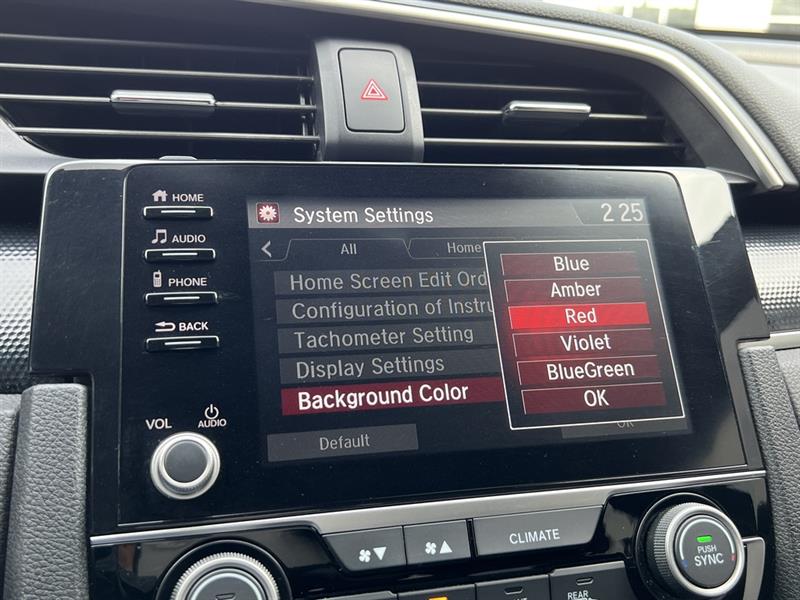 HOME
AUDIO
PHONE
BACK
VOL
AUDIO
System Settings
2 25
All
Home
Home Screen Edit Ord
Configuration of Instru
Tachometer Setting
Display Settings
Background Color
Default
OK
Blue
Amber
Red
Violet
BlueGreen
OK
CLIMATE
PUSH
SYNC
REAR